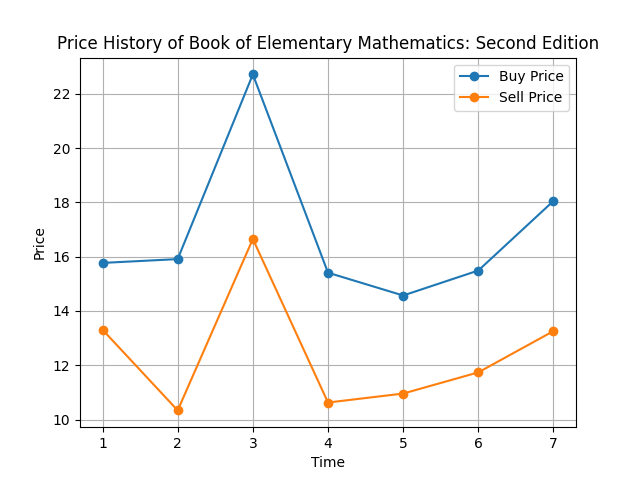 Price History of Book of Elementary Mathematics: Second Edition
Buy Price
Sell Price
Price
22
20
18
16
14
12
10
1 2 3 4 5 6 7
Time